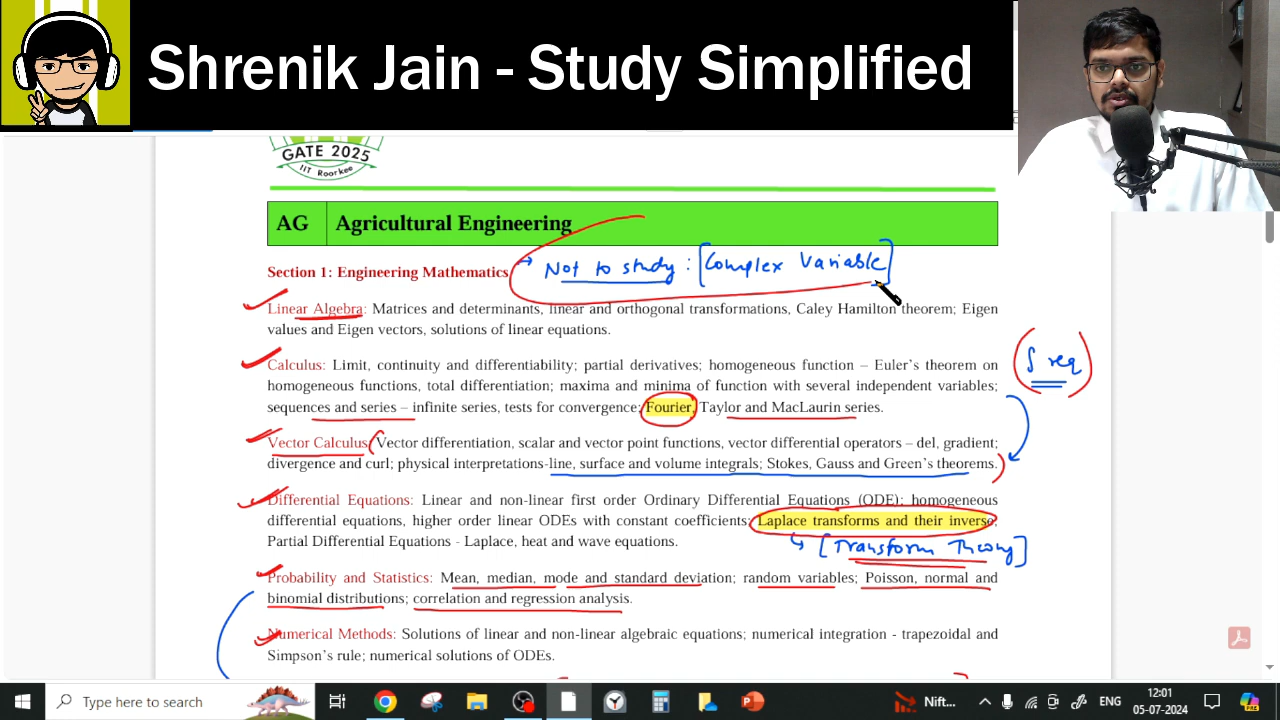 Shrenik Jain - Study Simplified
GATE 2025
IIT Roorkee
AG Agricultural Engineering
Section 1: Engineering Mathematics
→ Not to study : [Complex Variable]
Linear Algebra: Matrices and determinants, linear and orthogonal transformations, Caley Hamilton theorem; Eigen
values and Eigen vectors, solutions of linear equations.
Calculus: Limit, continuity and differentiability; partial derivatives; homogeneous function – Euler's theorem on
homogeneous functions, total differentiation; maxima and minima of function with several independent variables;
sequences and series – infinite series, tests for convergence; Fourier, Taylor and MacLaurin series.
(∫ req)
Vector Calculus: Vector differentiation, scalar and vector point functions, vector differential operators – del, gradient;
divergence and curl; physical interpretations-line, surface and volume integrals; Stokes, Gauss and Green's theorems.
Differential Equations: Linear and non-linear first order Ordinary Differential Equations (ODE); homogeneous
differential equations, higher order linear ODEs with constant coefficients; Laplace transforms and their inverse;
Partial Differential Equations - Laplace, heat and wave equations.
↳ [Transform Theory]
Probability and Statistics: Mean, median, mode and standard deviation; random variables; Poisson, normal and
binomial distributions; correlation and regression analysis.
Numerical Methods: Solutions of linear and non-linear algebraic equations; numerical integration - trapezoidal and
Simpson's rule; numerical solutions of ODEs.
Type here to search
Nift...
ENG
12:01
05-07-2024